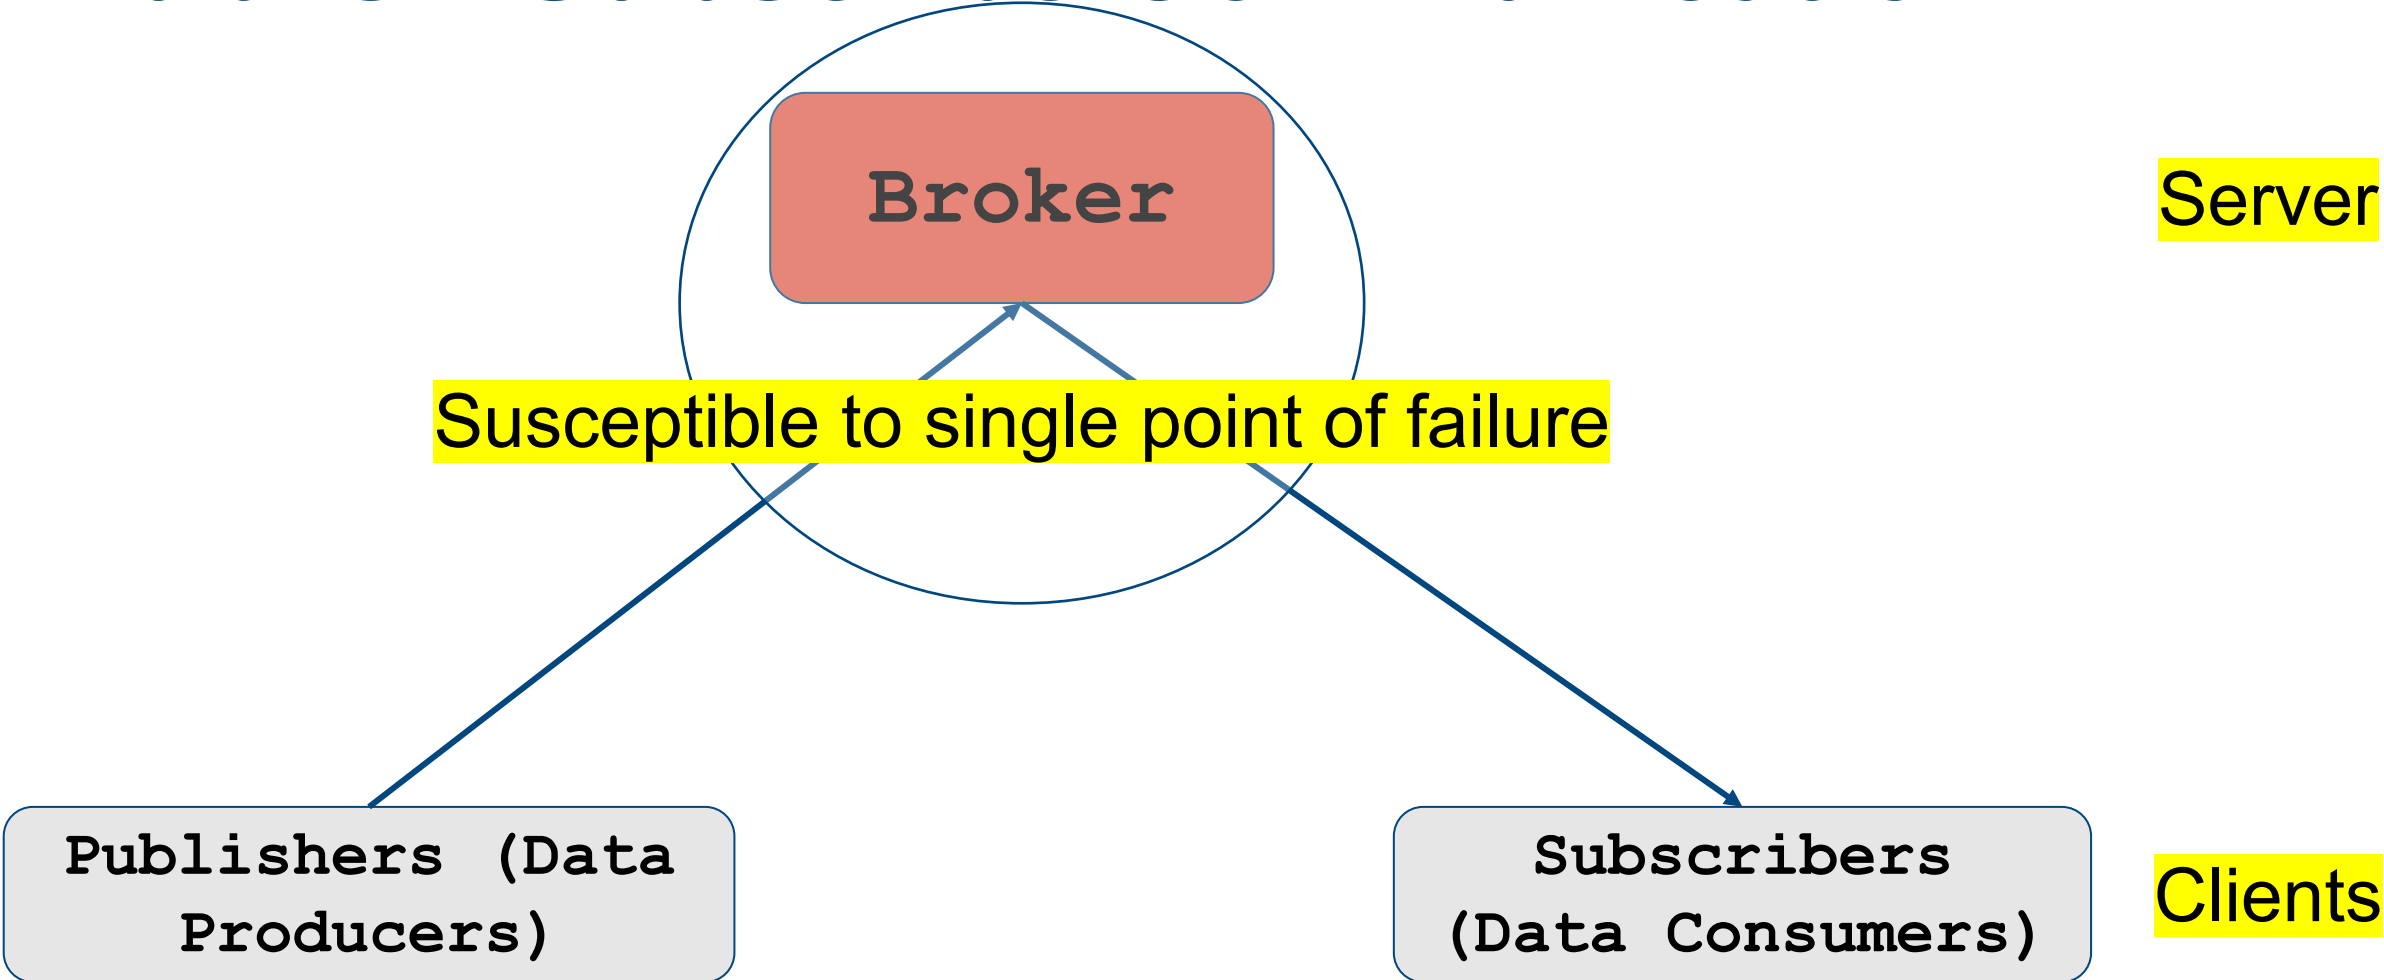 Broker
Server
Susceptible to single point of failure
Publishers (Data
Producers)
Subscribers
(Data Consumers)
Clients